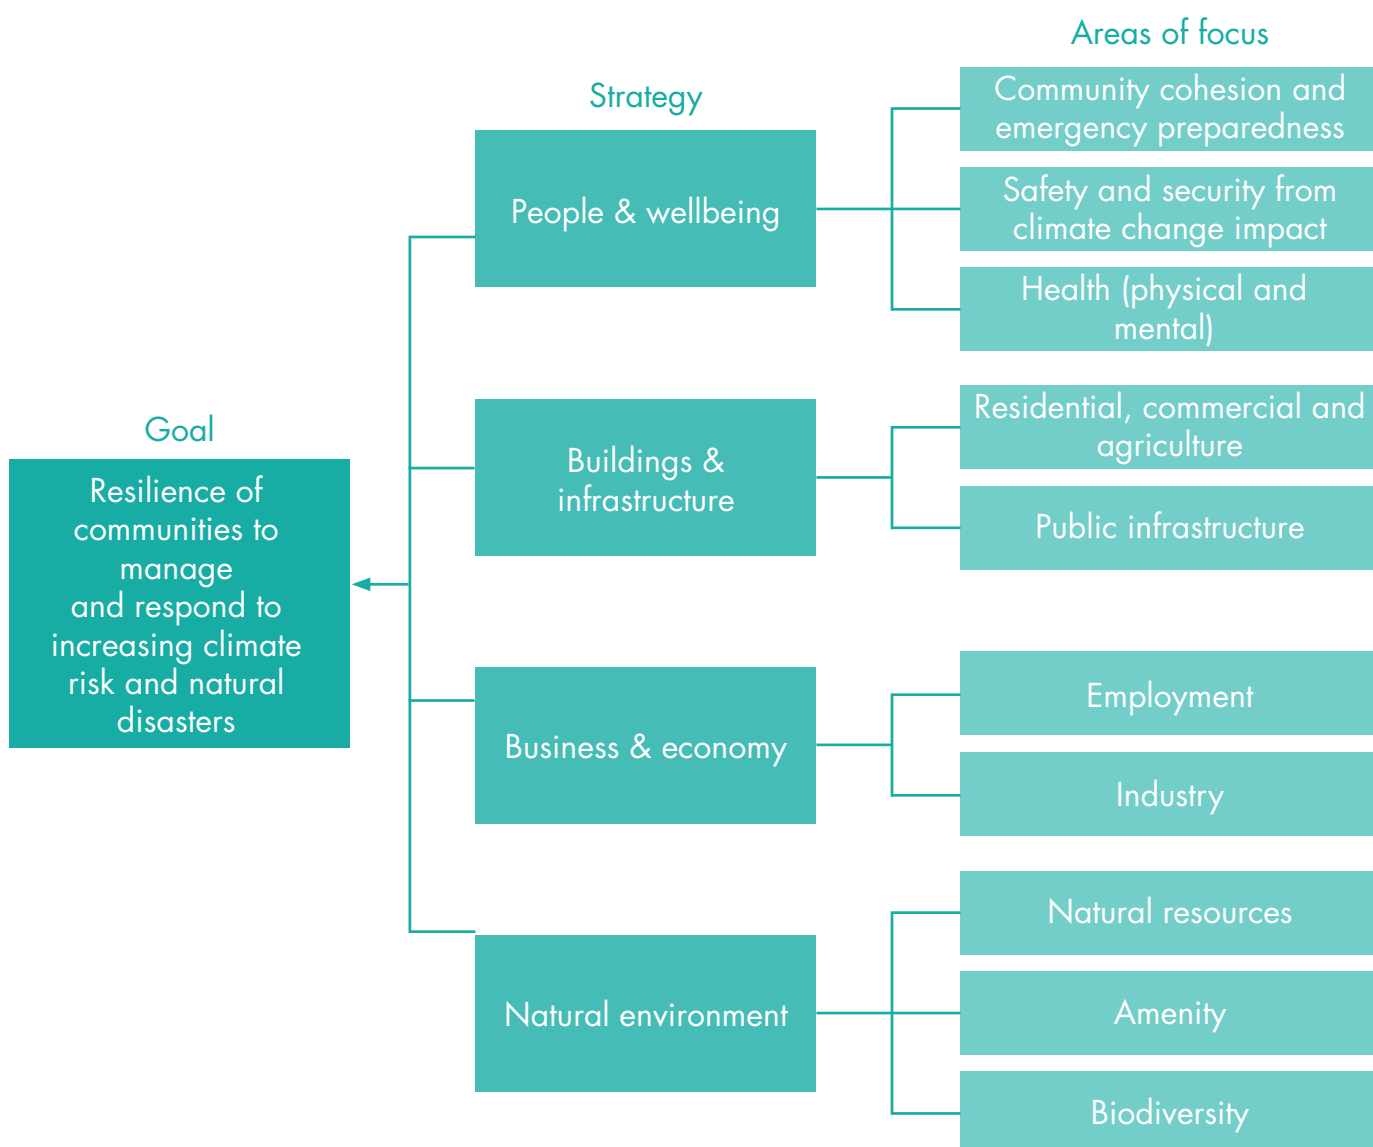 Areas of focus
Strategy
Goal
Resilience of
communities to
manage
and respond to
increasing climate
risk and natural
disasters
People & wellbeing
Community cohesion and
emergency preparedness
Safety and security from
climate change impact
Health (physical and
mental)
Buildings &
infrastructure
Residential, commercial and
agriculture
Public infrastructure
Business & economy
Employment
Industry
Natural environment
Natural resources
Amenity
Biodiversity